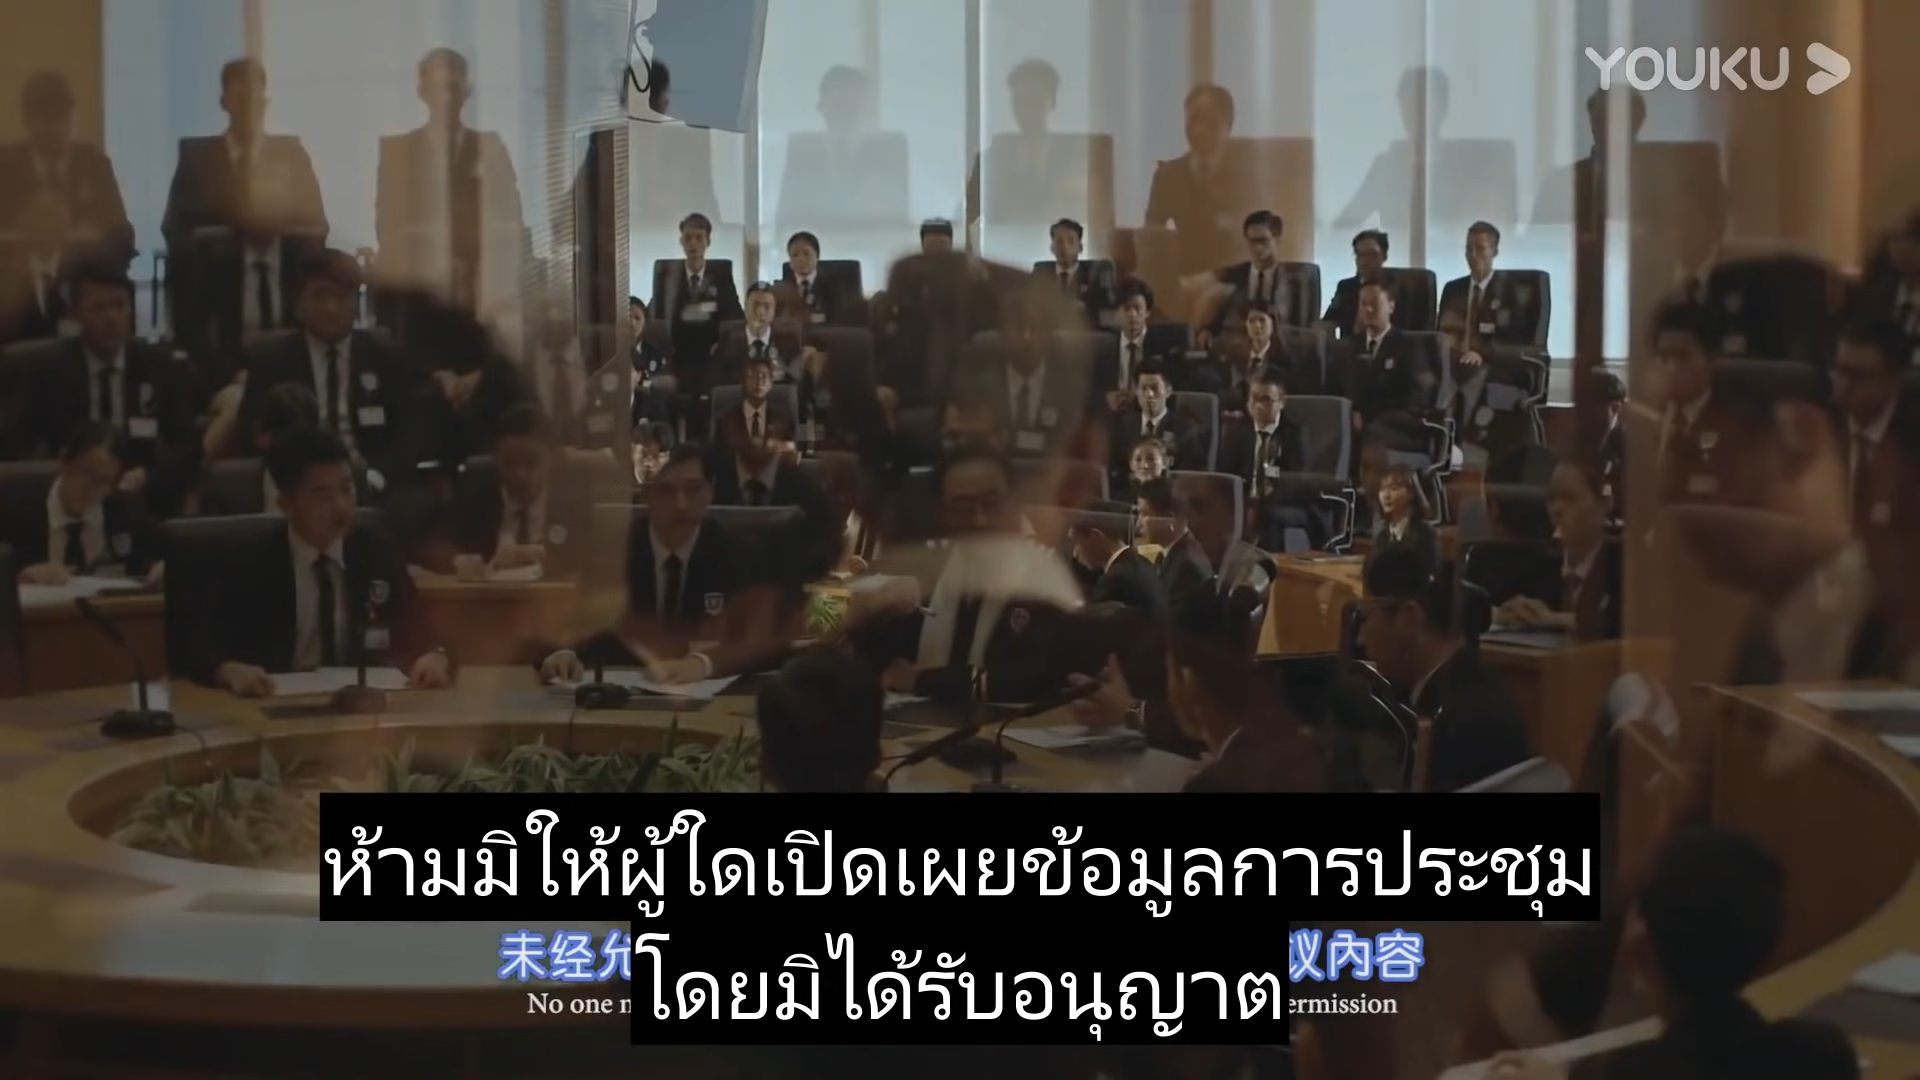 YOUKU
ห้ามมิให้ผู้ใดเปิดเผยข้อมูลการประชุม
โดยมิได้รับอนุญาต
未经允 议內容
No one ermission